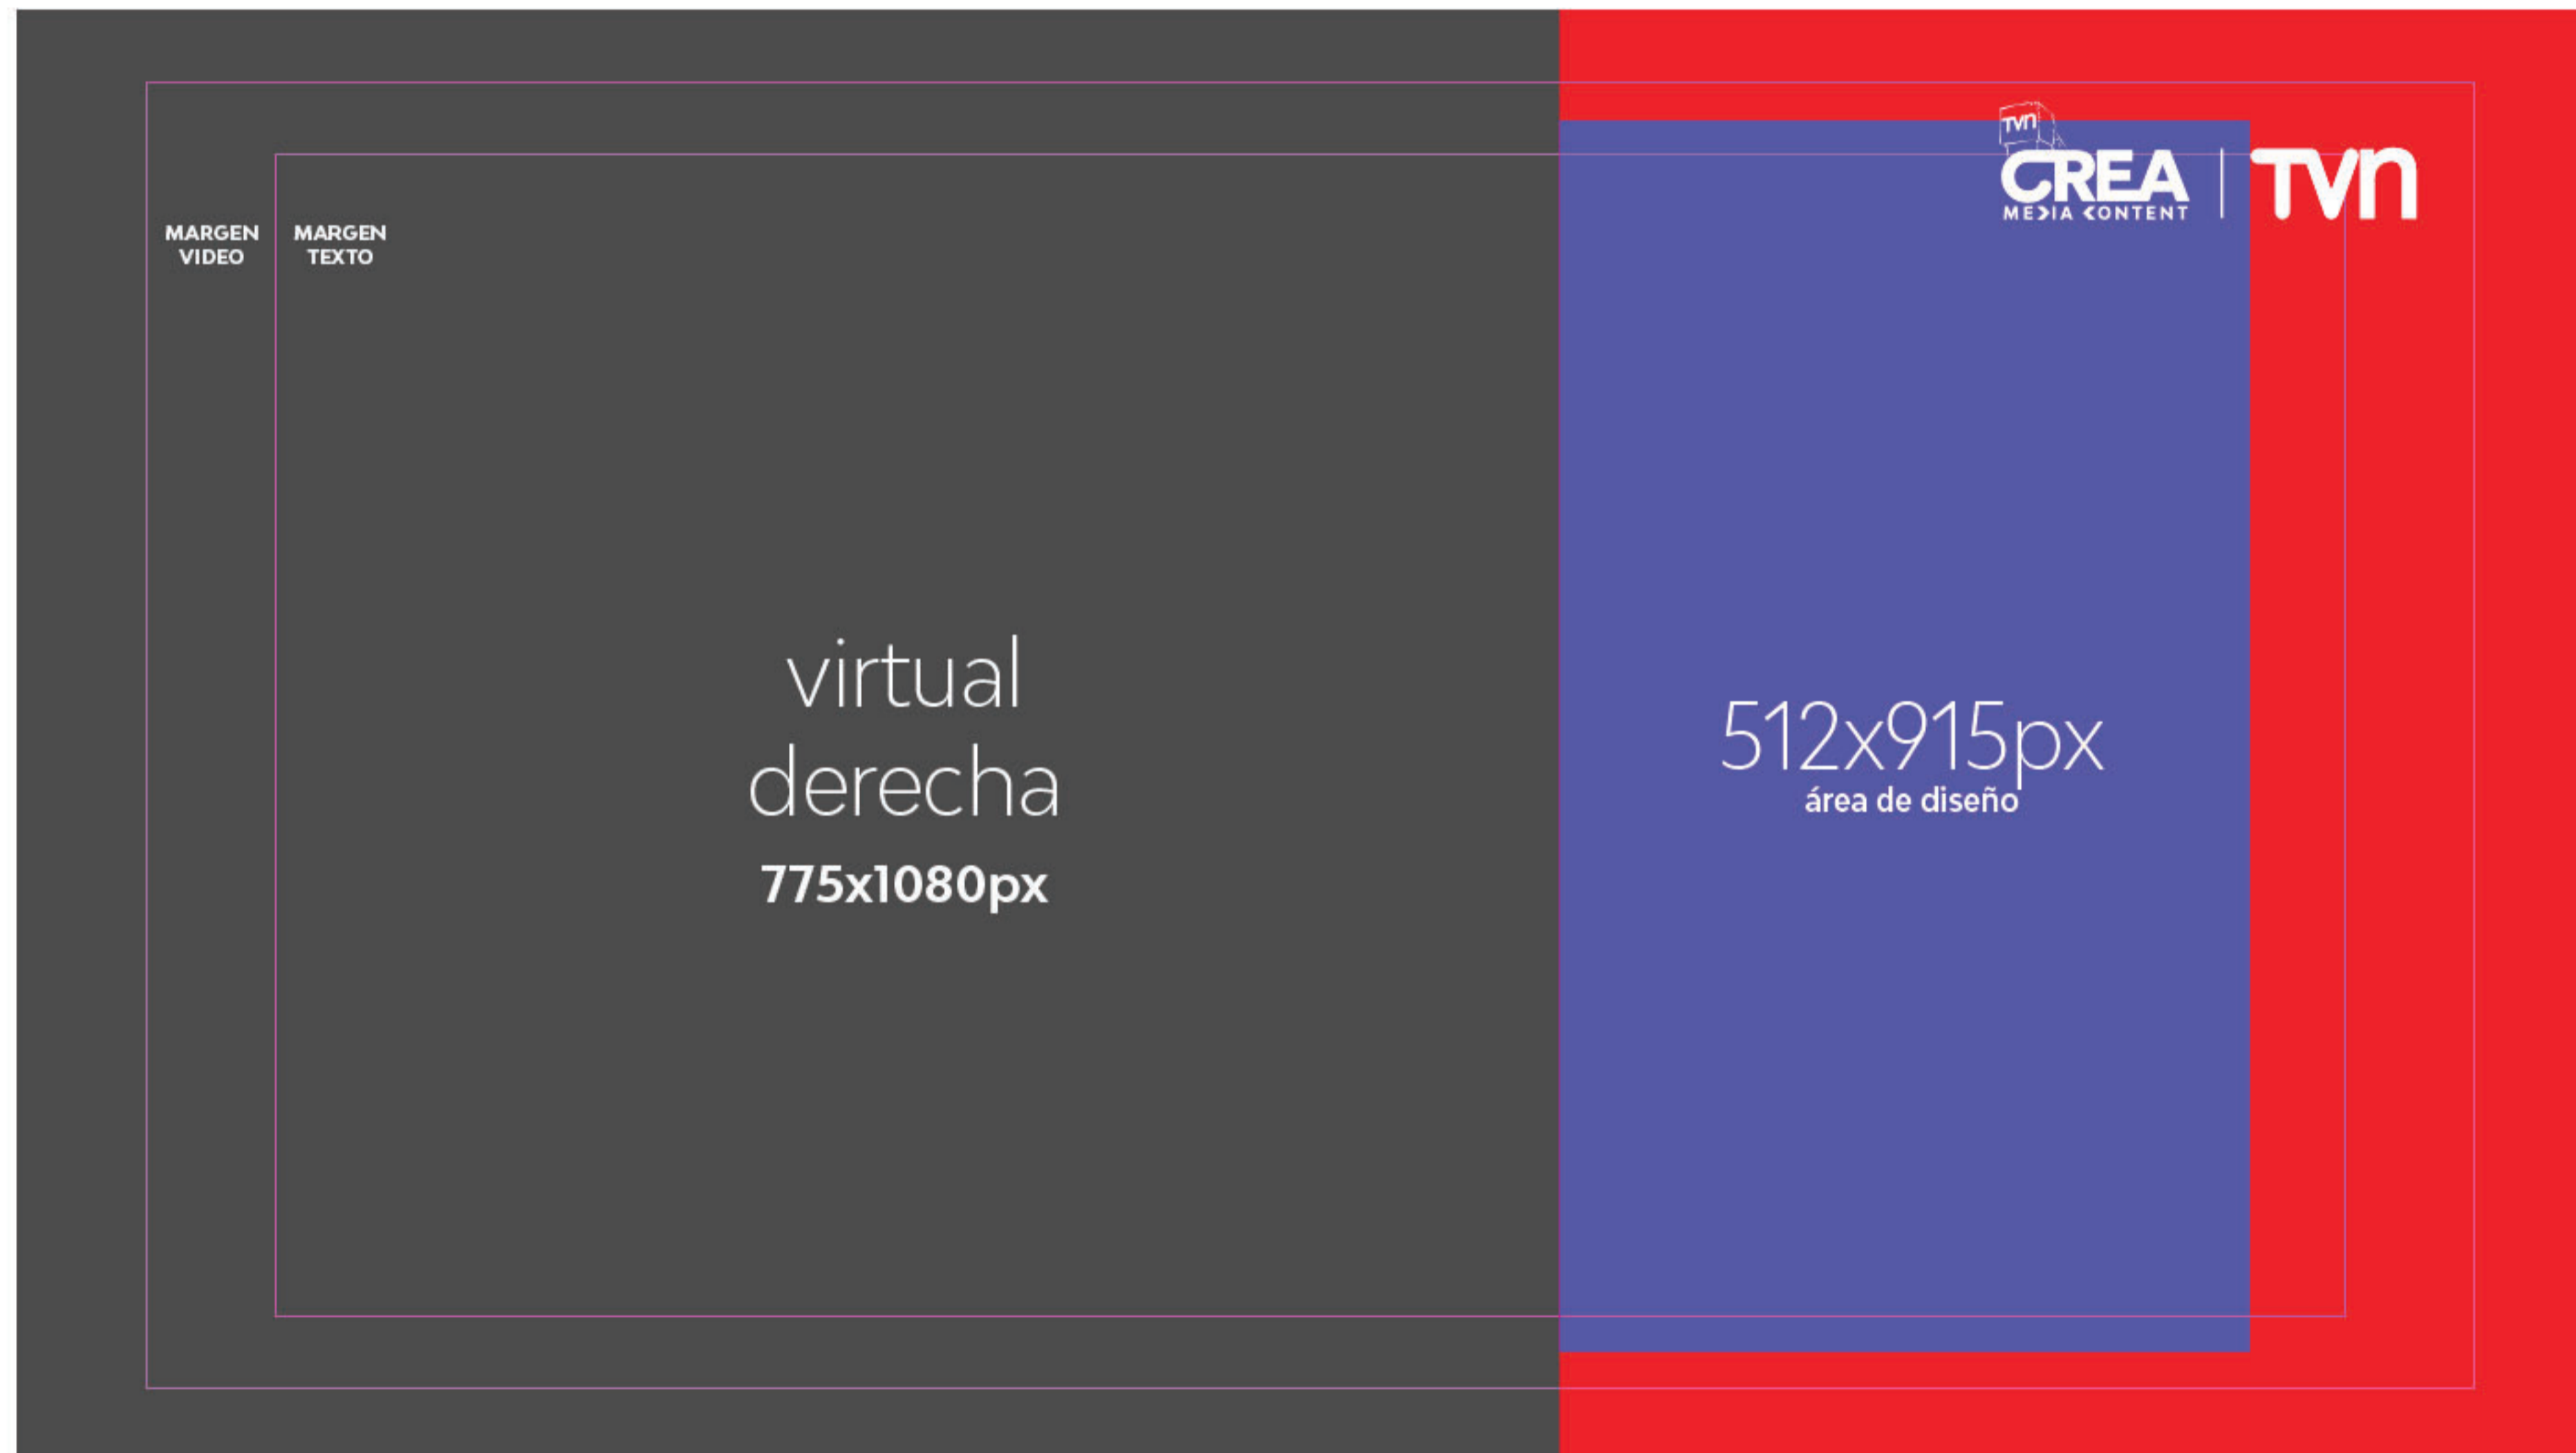 TVN
CREA
MEDIA CONTENT
TVN
MARGEN
VIDEO
MARGEN
TEXTO
virtual
derecha
775x1080px
512x915px
área de diseño